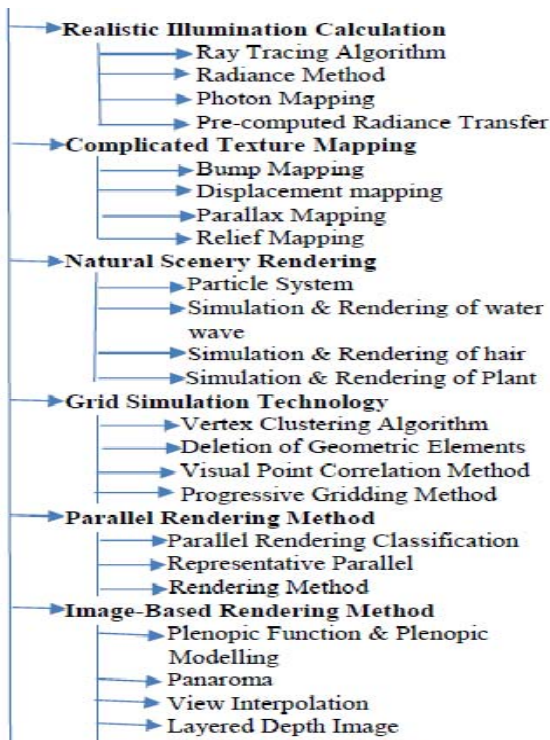 Realistic Illumination Calculation
Ray Tracing Algorithm
Radiance Method
Photon Mapping
Pre-computed Radiance Transfer
Complicated Texture Mapping
Bump Mapping
Displacement mapping
Parallax Mapping
Relief Mapping
Natural Scenery Rendering
Particle System
Simulation & Rendering of water
wave
Simulation & Rendering of hair
Simulation & Rendering of Plant
Grid Simulation Technology
Vertex Clustering Algorithm
Deletion of Geometric Elements
Visual Point Correlation Method
Progressive Gridding Method
Parallel Rendering Method
Parallel Rendering Classification
Representative Parallel
Rendering Method
Image-Based Rendering Method
Plenopic Function & Plenopic
Modelling
Panaroma
View Interpolation
Layered Depth Image